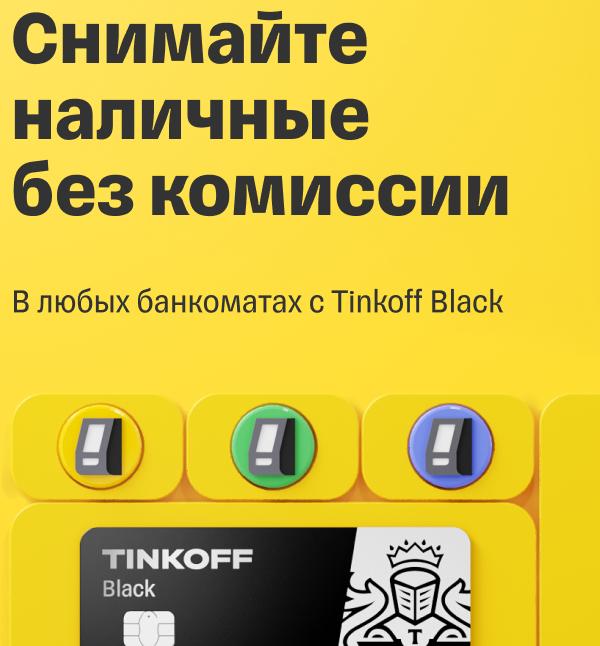 Снимайте
наличные
без комиссии
В любых банкоматах с Tinkoff Black
TINKOFF
Black
T